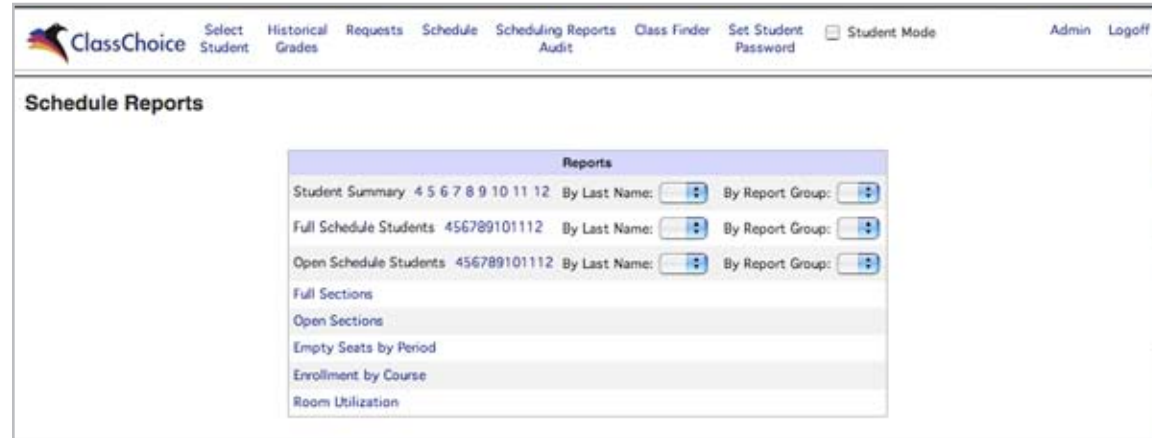 ClassChoice Select Student Historical Grades Requests Schedule Scheduling Reports Audit Class Finder Set Student Password Student Mode Admin Logoff
Schedule Reports
Reports
Student Summary 4 5 6 7 8 9 10 11 12 By Last Name: By Report Group:
Full Schedule Students 456789101112 By Last Name: By Report Group:
Open Schedule Students 456789101112 By Last Name: By Report Group:
Full Sections
Open Sections
Empty Seats by Period
Enrollment by Course
Room Utilization